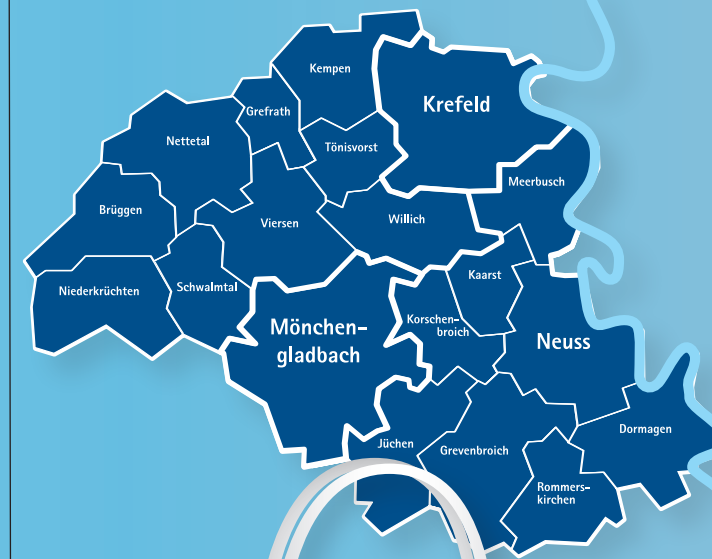 Kempen
Krefeld
Grefrath
Nettetal
Tönisvorst
Meerbusch
Brüggen
Viersen
Willich
Kaarst
Niederkrüchten
Schwalmtal
Mönchen-
gladbach
Korschen-
broich
Neuss
Dormagen
Jüchen
Grevenbroich
Rommers-
kirchen